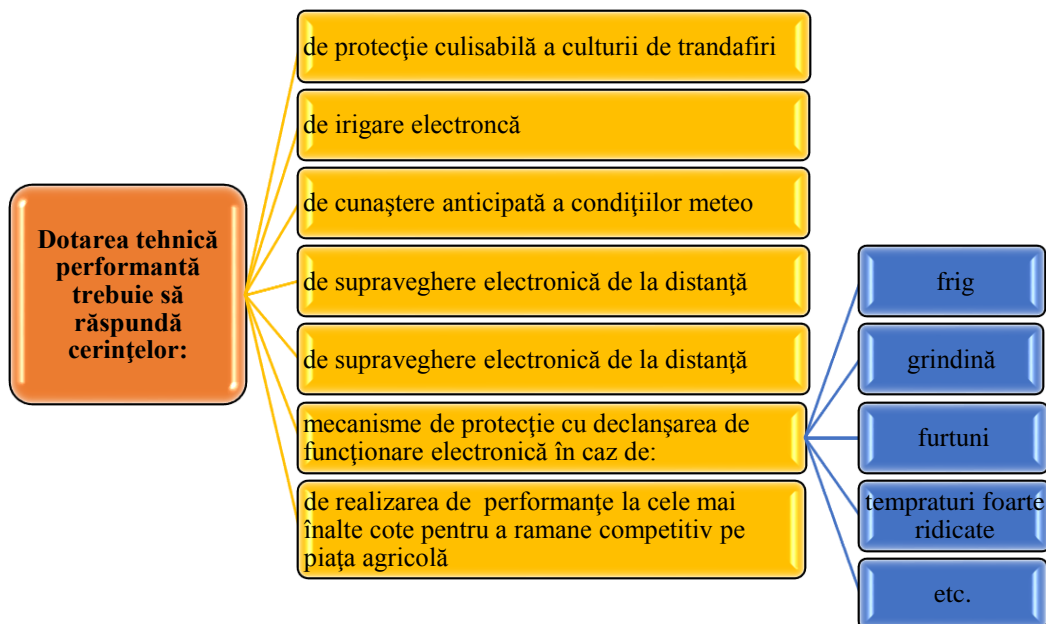 Dotarea tehnică
performantă
trebuie să
răspundă
cerinţelor:
de protecţie culisabilă a culturii de trandafiri
de irigare electroncă
de cunaştere anticipată a condiţiilor meteo
de supraveghere electronică de la distanţă
de supraveghere electronică de la distanţă
mecanisme de protecţie cu declanşarea de
funcţionare electronică în caz de:
de realizarea de performanţe la cele mai
înalte cote pentru a ramane competitiv pe
piaţa agricolă
frig
grindină
furtuni
tempraturi foarte
ridicate
etc.